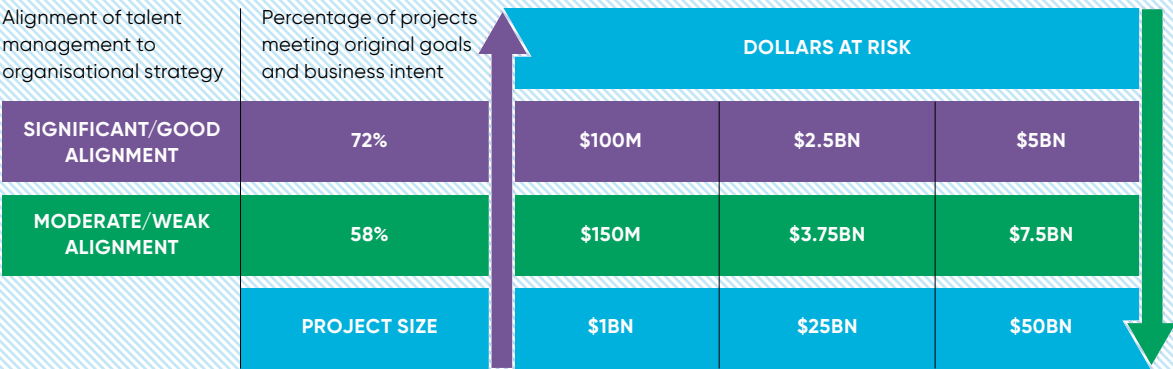 Alignment of talent
management to
organisational strategy
Percentage of projects
meeting original goals
and business intent
DOLLARS AT RISK
SIGNIFICANT/GOOD
ALIGNMENT
72%
$100M
$2.5BN
$5BN
MODERATE/WEAK
ALIGNMENT
58%
$150M
$3.75BN
$7.5BN
PROJECT SIZE
$1BN
$25BN
$50BN